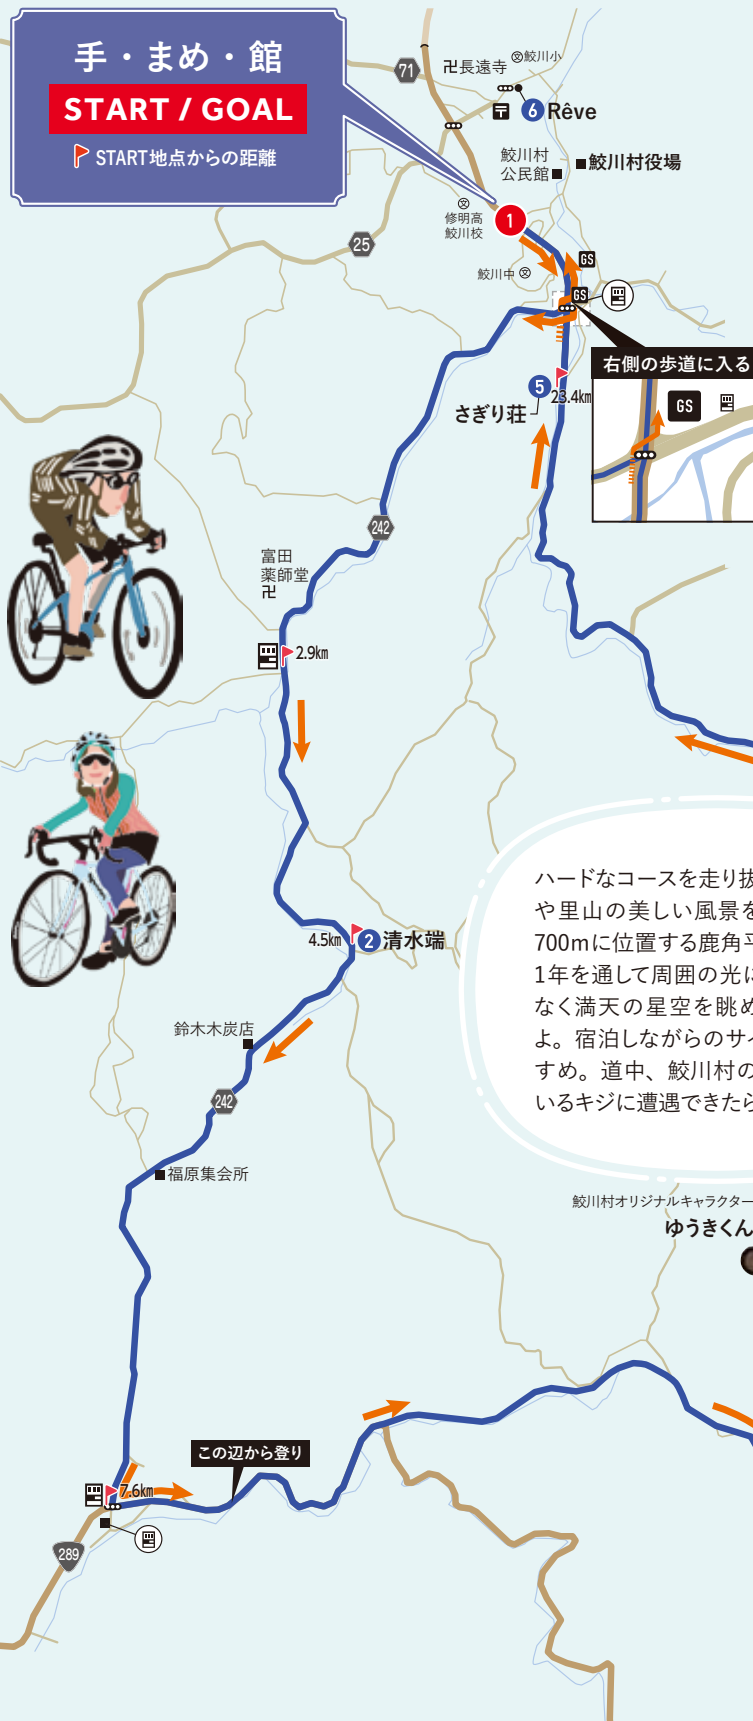 手・まめ・館
START / GOAL
START地点からの距離
71
卍長遠寺
鮫川小
6 Rêve
鮫川村
公民館
鮫川村役場
修明高
鮫川校
1
25
鮫川中
GS
GS
右側の歩道に入る
GS
5
23.4km
さぎり荘
242
富田
薬師堂
卍
2.9km
ハードなコースを走り抜
や里山の美しい風景を
700mに位置する鹿角平
1年を通して周囲の光に
なく満天の星空を眺め
よ。宿泊しながらのサイ
すめ。道中、鮫川村の
いるキジに遭遇できたら
4.5km
2 清水端
鈴木木炭店
242
福原集会所
鮫川村オリジナルキャラクター
ゆうきくん
この辺から登り
7.6km
289